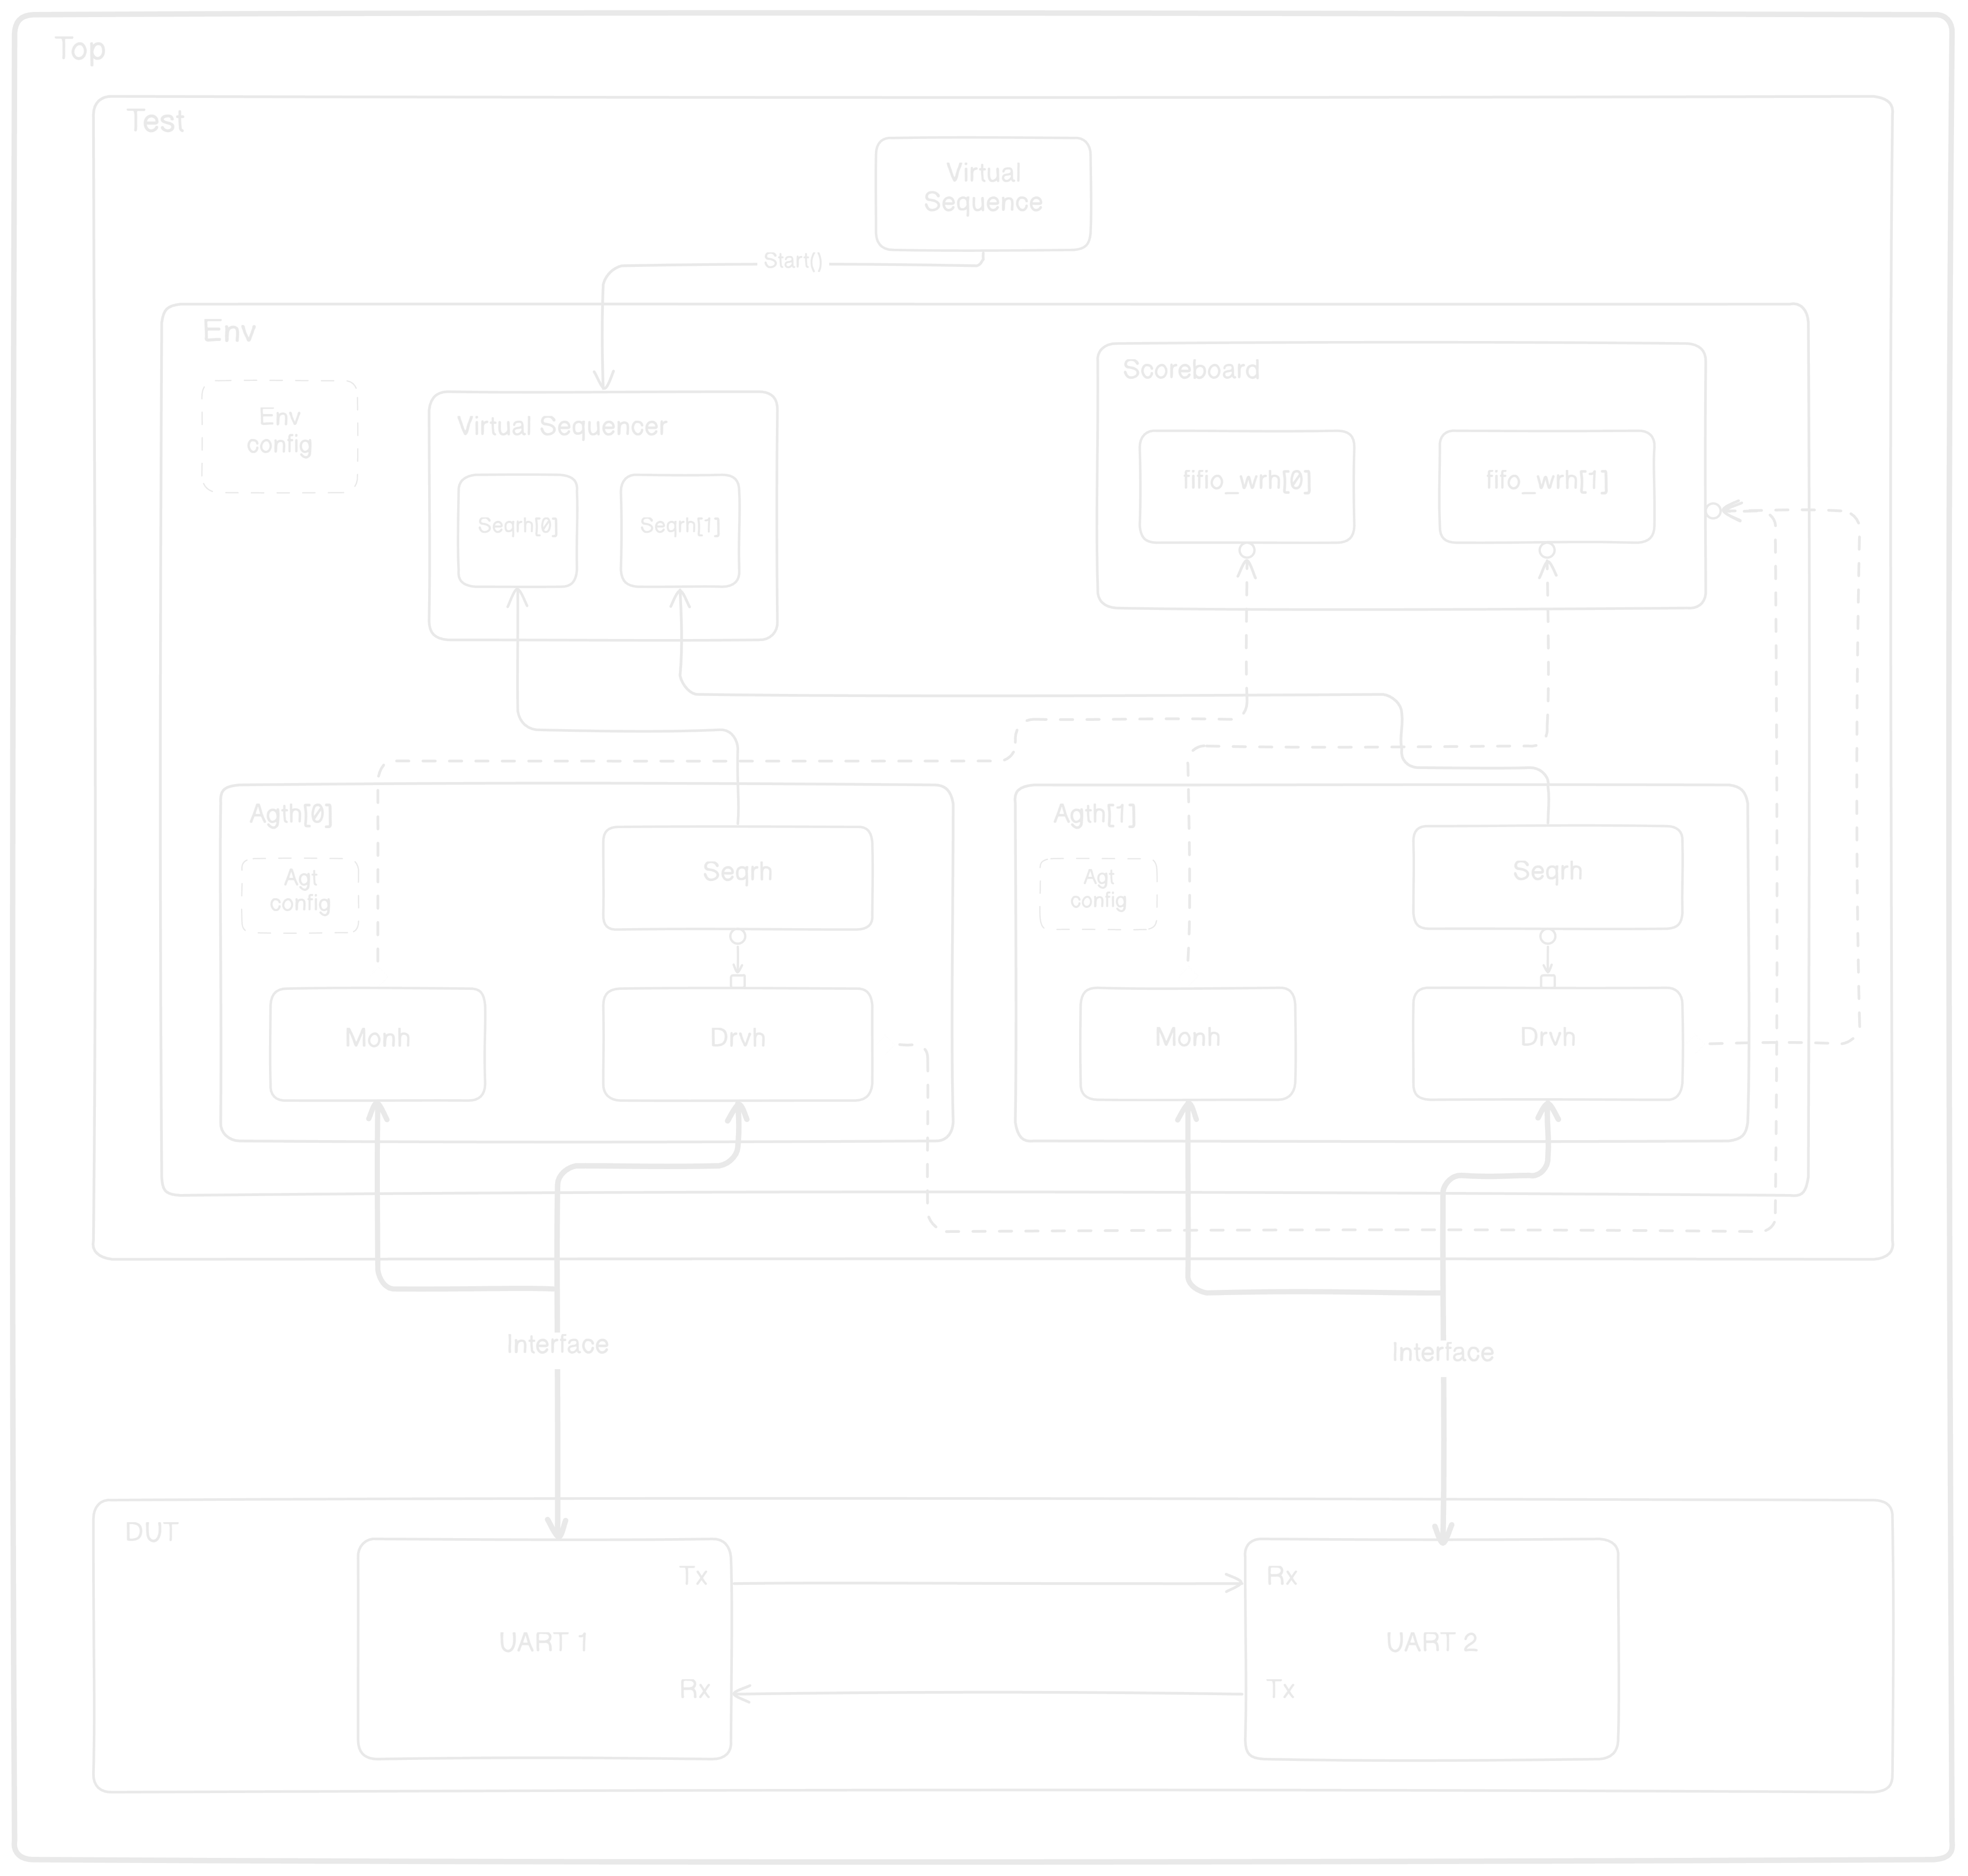 Top
Test
Virtual
Sequence
Start()
Env
Env
config
Virtual Sequencer
Seqrh[0]
Seqrh[1]
Scoreboard
fifio_wrh[0]
fifo_wrh[1]
Agth[0]
Agt
config
Seqrh
Monh
Drvh
Agth[1]
Agt
config
Seqrh
Monh
Drvh
Interface
Interface
DUT
Tx
UART 1
Rx
Rx
UART 2
Tx